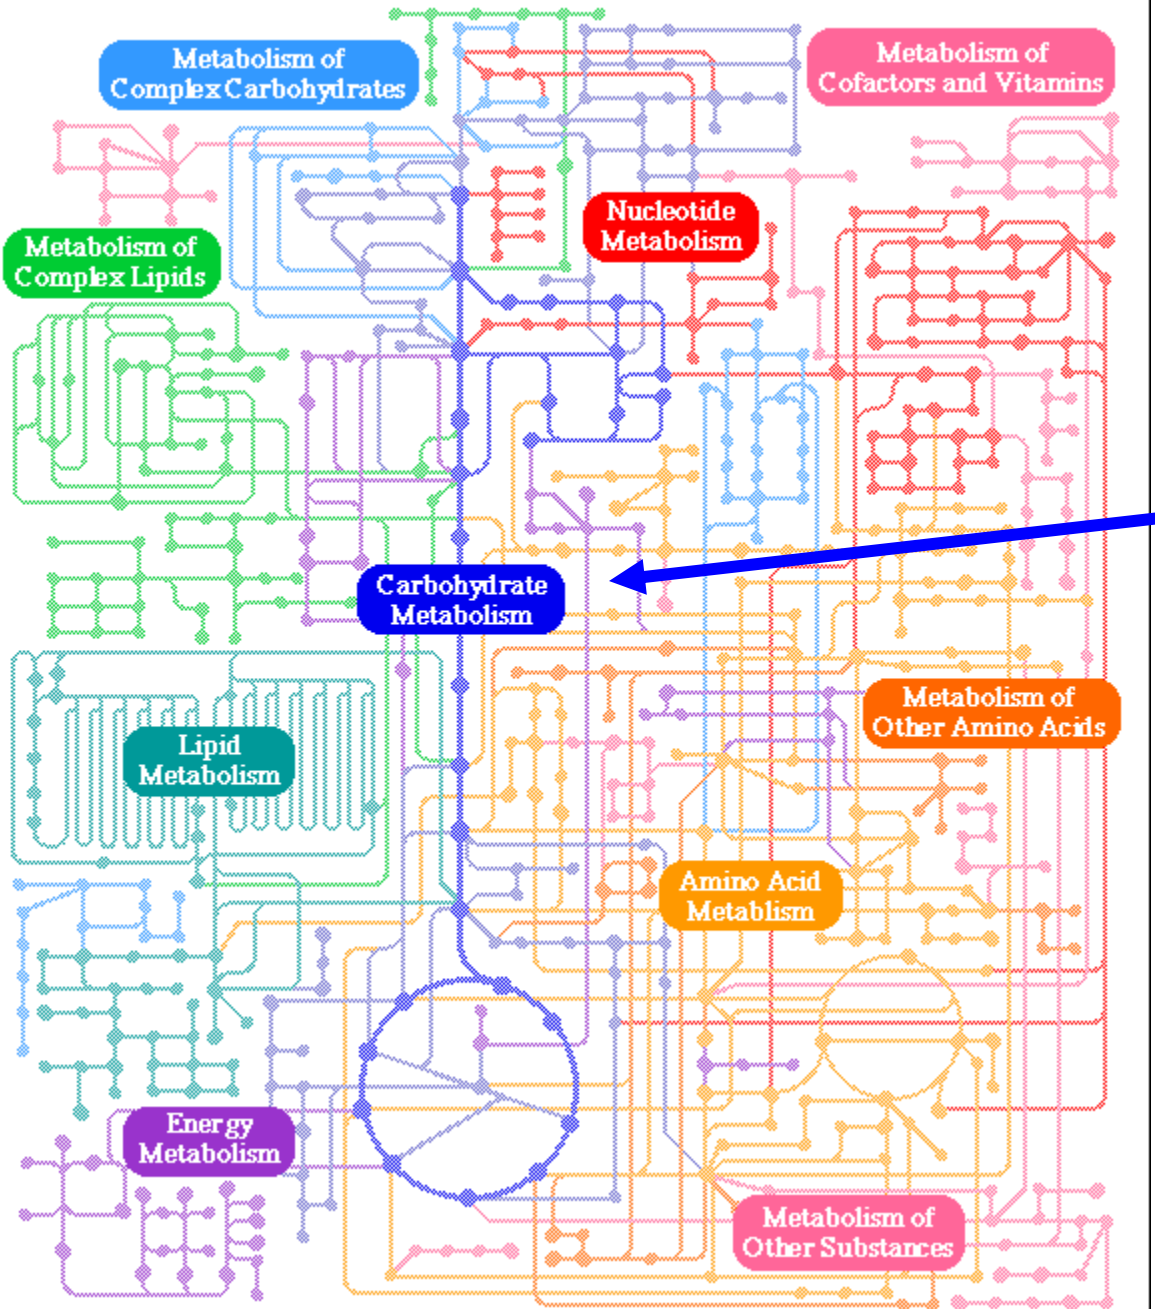 Metabolism of
Complex Carbohydrates
Metabolism of
Cofactors and Vitamins
Nucleotide
Metabolism
Metabolism of
Complex Lipids
Carbohydrate
Metabolism
Metabolism of
Other Amino Acids
Lipid
Metabolism
Amino Acid
Metablism
Energy
Metabolism
Metabolism of
Other Substances